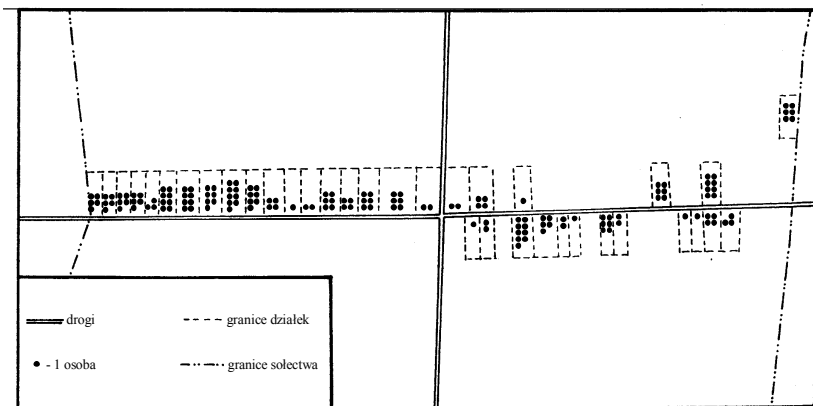 drogi
granice działek
- 1 osoba
granice sołectwa